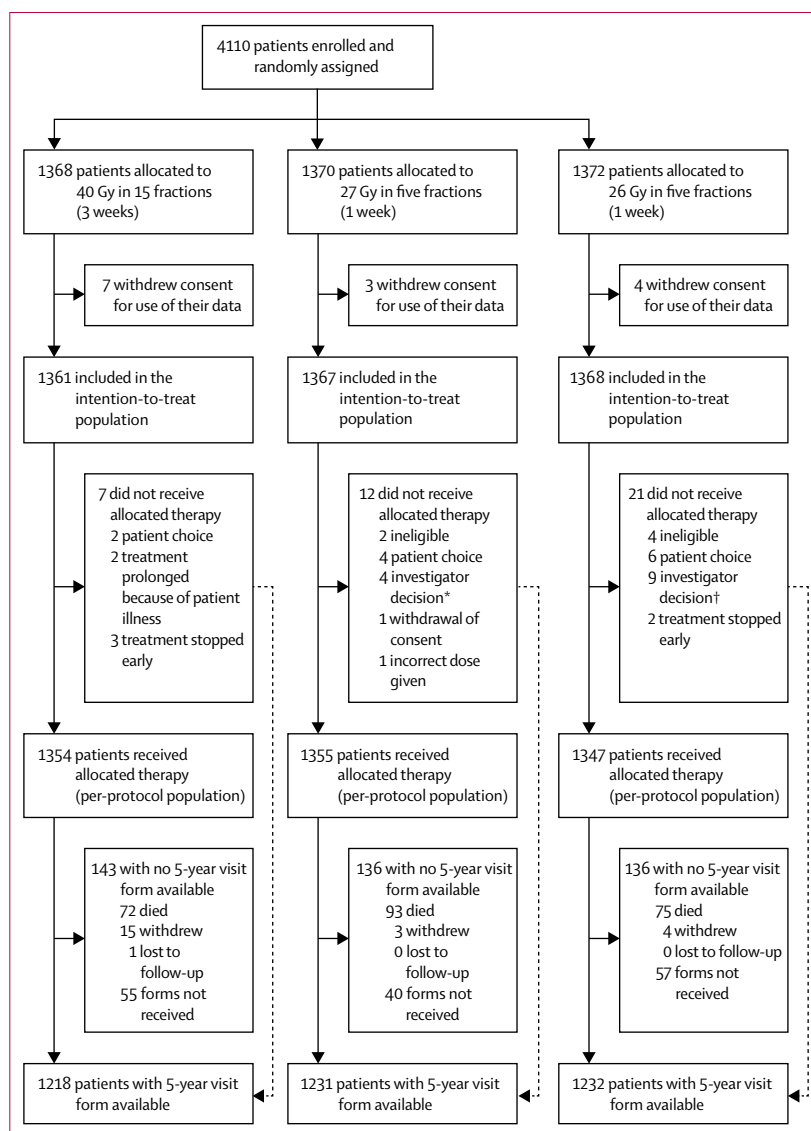 4110 patients enrolled and
randomly assigned
1368 patients allocated to
40 Gy in 15 fractions
(3 weeks)
1370 patients allocated to
27 Gy in five fractions
(1 week)
1372 patients allocated to
26 Gy in five fractions
(1 week)
7 withdrew consent
for use of their data
3 withdrew consent
for use of their data
4 withdrew consent
for use of their data
1361 included in the
intention-to-treat
population
1367 included in the
intention-to-treat
population
1368 included in the
intention-to-treat
population
7 did not receive
allocated therapy
2 patient choice
2 treatment
prolonged
because of patient
illness
3 treatment stopped
early
12 did not receive
allocated therapy
2 ineligible
4 patient choice
4 investigator
decision*
1 withdrawal of
consent
1 incorrect dose
given
21 did not receive
allocated therapy
4 ineligible
6 patient choice
9 investigator
decision†
2 treatment stopped
early
1354 patients received
allocated therapy
(per-protocol population)
1355 patients received
allocated therapy
(per-protocol population)
1347 patients received
allocated therapy
(per-protocol population)
143 with no 5-year visit
form available
72 died
15 withdrew
1 lost to
follow-up
55 forms not
received
136 with no 5-year visit
form available
93 died
3 withdrew
0 lost to
follow-up
40 forms not
received
136 with no 5-year visit
form available
75 died
4 withdrew
0 lost to follow-up
57 forms not
received
1218 patients with 5-year visit
form available
1231 patients with 5-year visit
form available
1232 patients with 5-year visit
form available